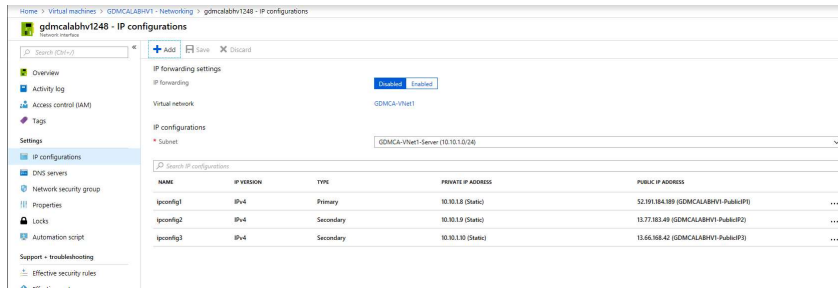 Home > Virtual machines > GDMCALABHV1 - Networking > gdmcalabhv1248 - IP configurations
gdmcalabhv1248 - IP configurations
Network interface
Search (Ctrl+/)
«
Overview
Activity log
Access control (IAM)
Tags
Settings
IP configurations
DNS servers
Network security group
Properties
Locks
Automation script
Support + troubleshooting
Effective security rules
+ Add Save X Discard
IP forwarding settings
IP forwarding Disabled Enabled
Virtual network GDMCA-VNet1
IP configurations
* Subnet GDMCA-VNet1-Server (10.10.1.0/24)
Search IP configurations
NAME IP VERSION TYPE PRIVATE IP ADDRESS PUBLIC IP ADDRESS
ipconfig1 IPv4 Primary 10.10.1.8 (Static) 52.191.184.189 (GDMCALABHV1-PublicIP1) ...
ipconfig2 IPv4 Secondary 10.10.1.9 (Static) 13.77.183.49 (GDMCALABHV1-PublicIP2) ...
ipconfig3 IPv4 Secondary 10.10.1.10 (Static) 13.66.168.42 (GDMCALABHV1-PublicIP3) ...